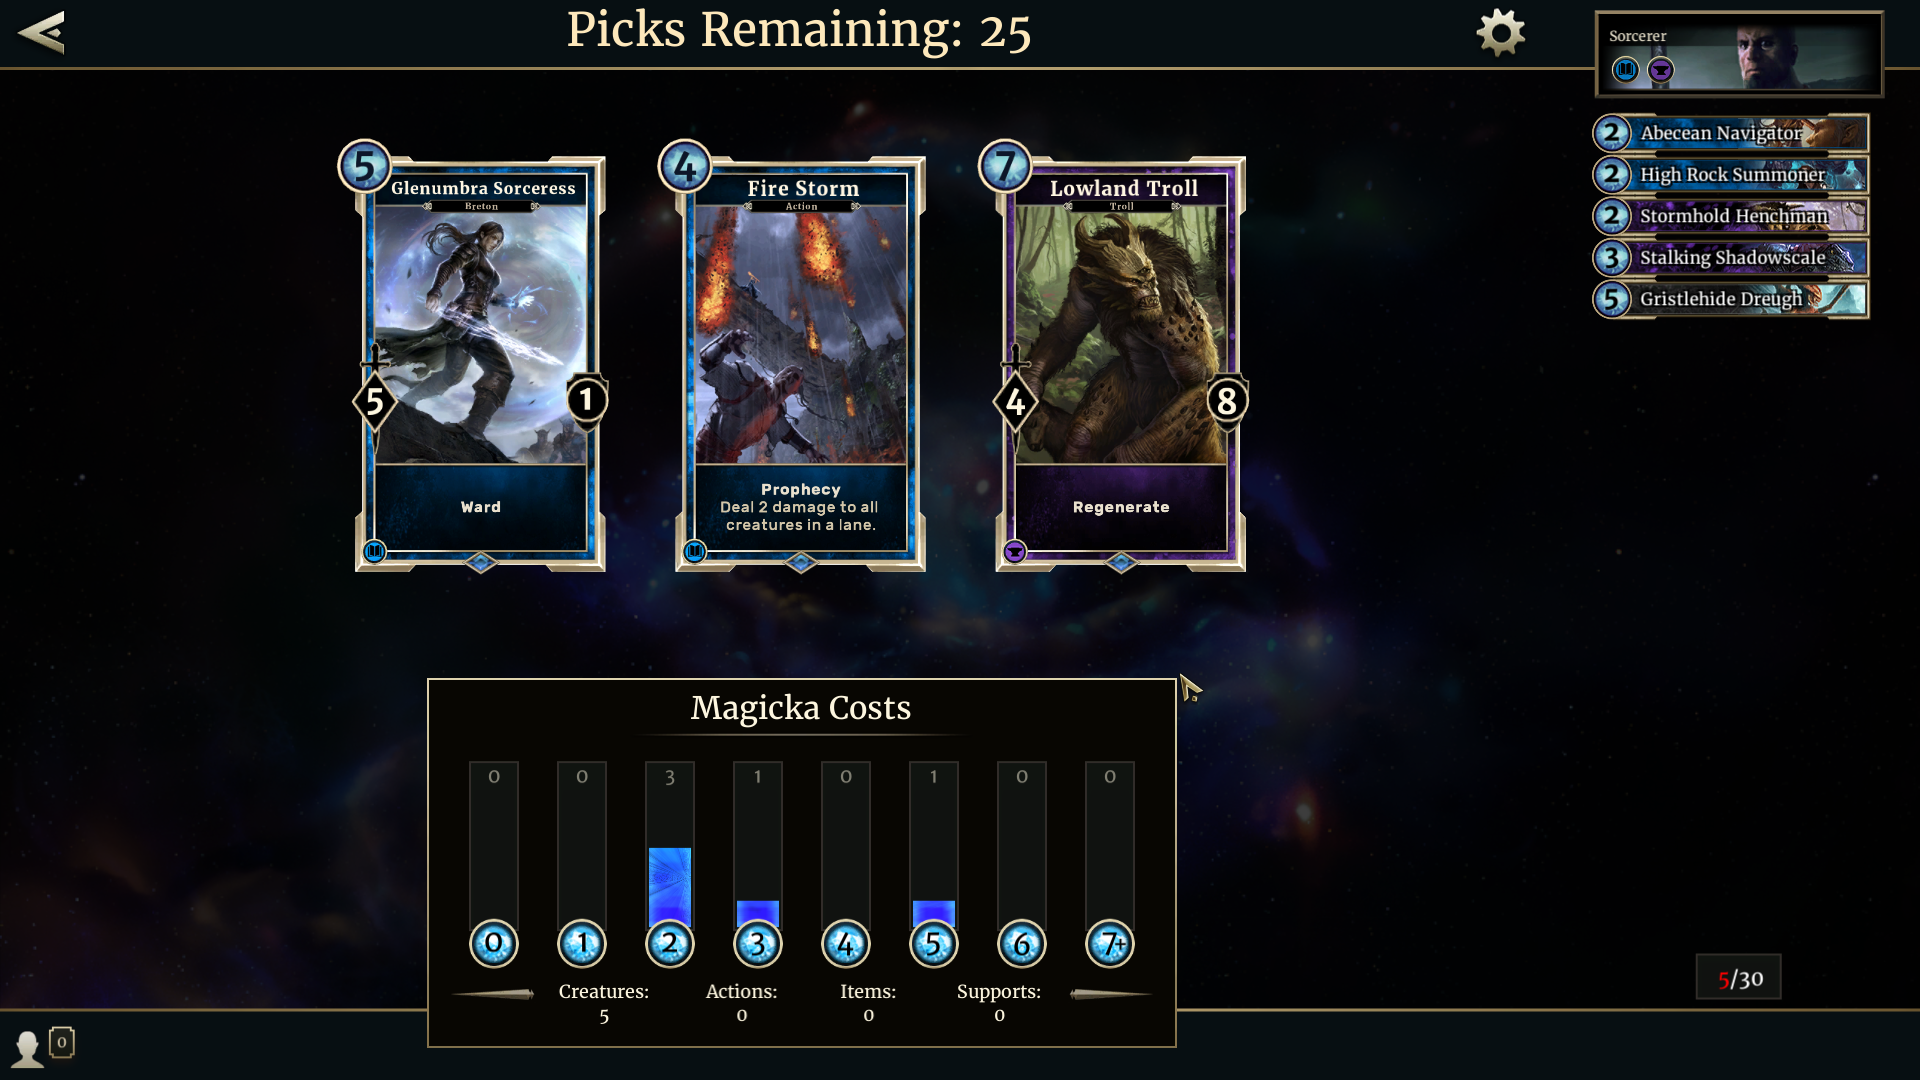 Picks Remaining: 25
Sorcerer
5
Glenumbra Sorceress
Breton
5
1
Ward
4
Fire Storm
Action
Prophecy
Deal 2 damage to all
creatures in a lane.
7
Lowland Troll
Troll
4
8
Regenerate
2 Abecean Navigator
2 High Rock Summoner
2 Stormhold Henchman
3 Stalking Shadowscale
5 Gristlehide Dreugh
Magicka Costs
0 0 3 1 0 1 0 0
0 1 2 3 4 5 6 7+
Creatures: Actions: Items: Supports:
5 0 0 0
5/30
0